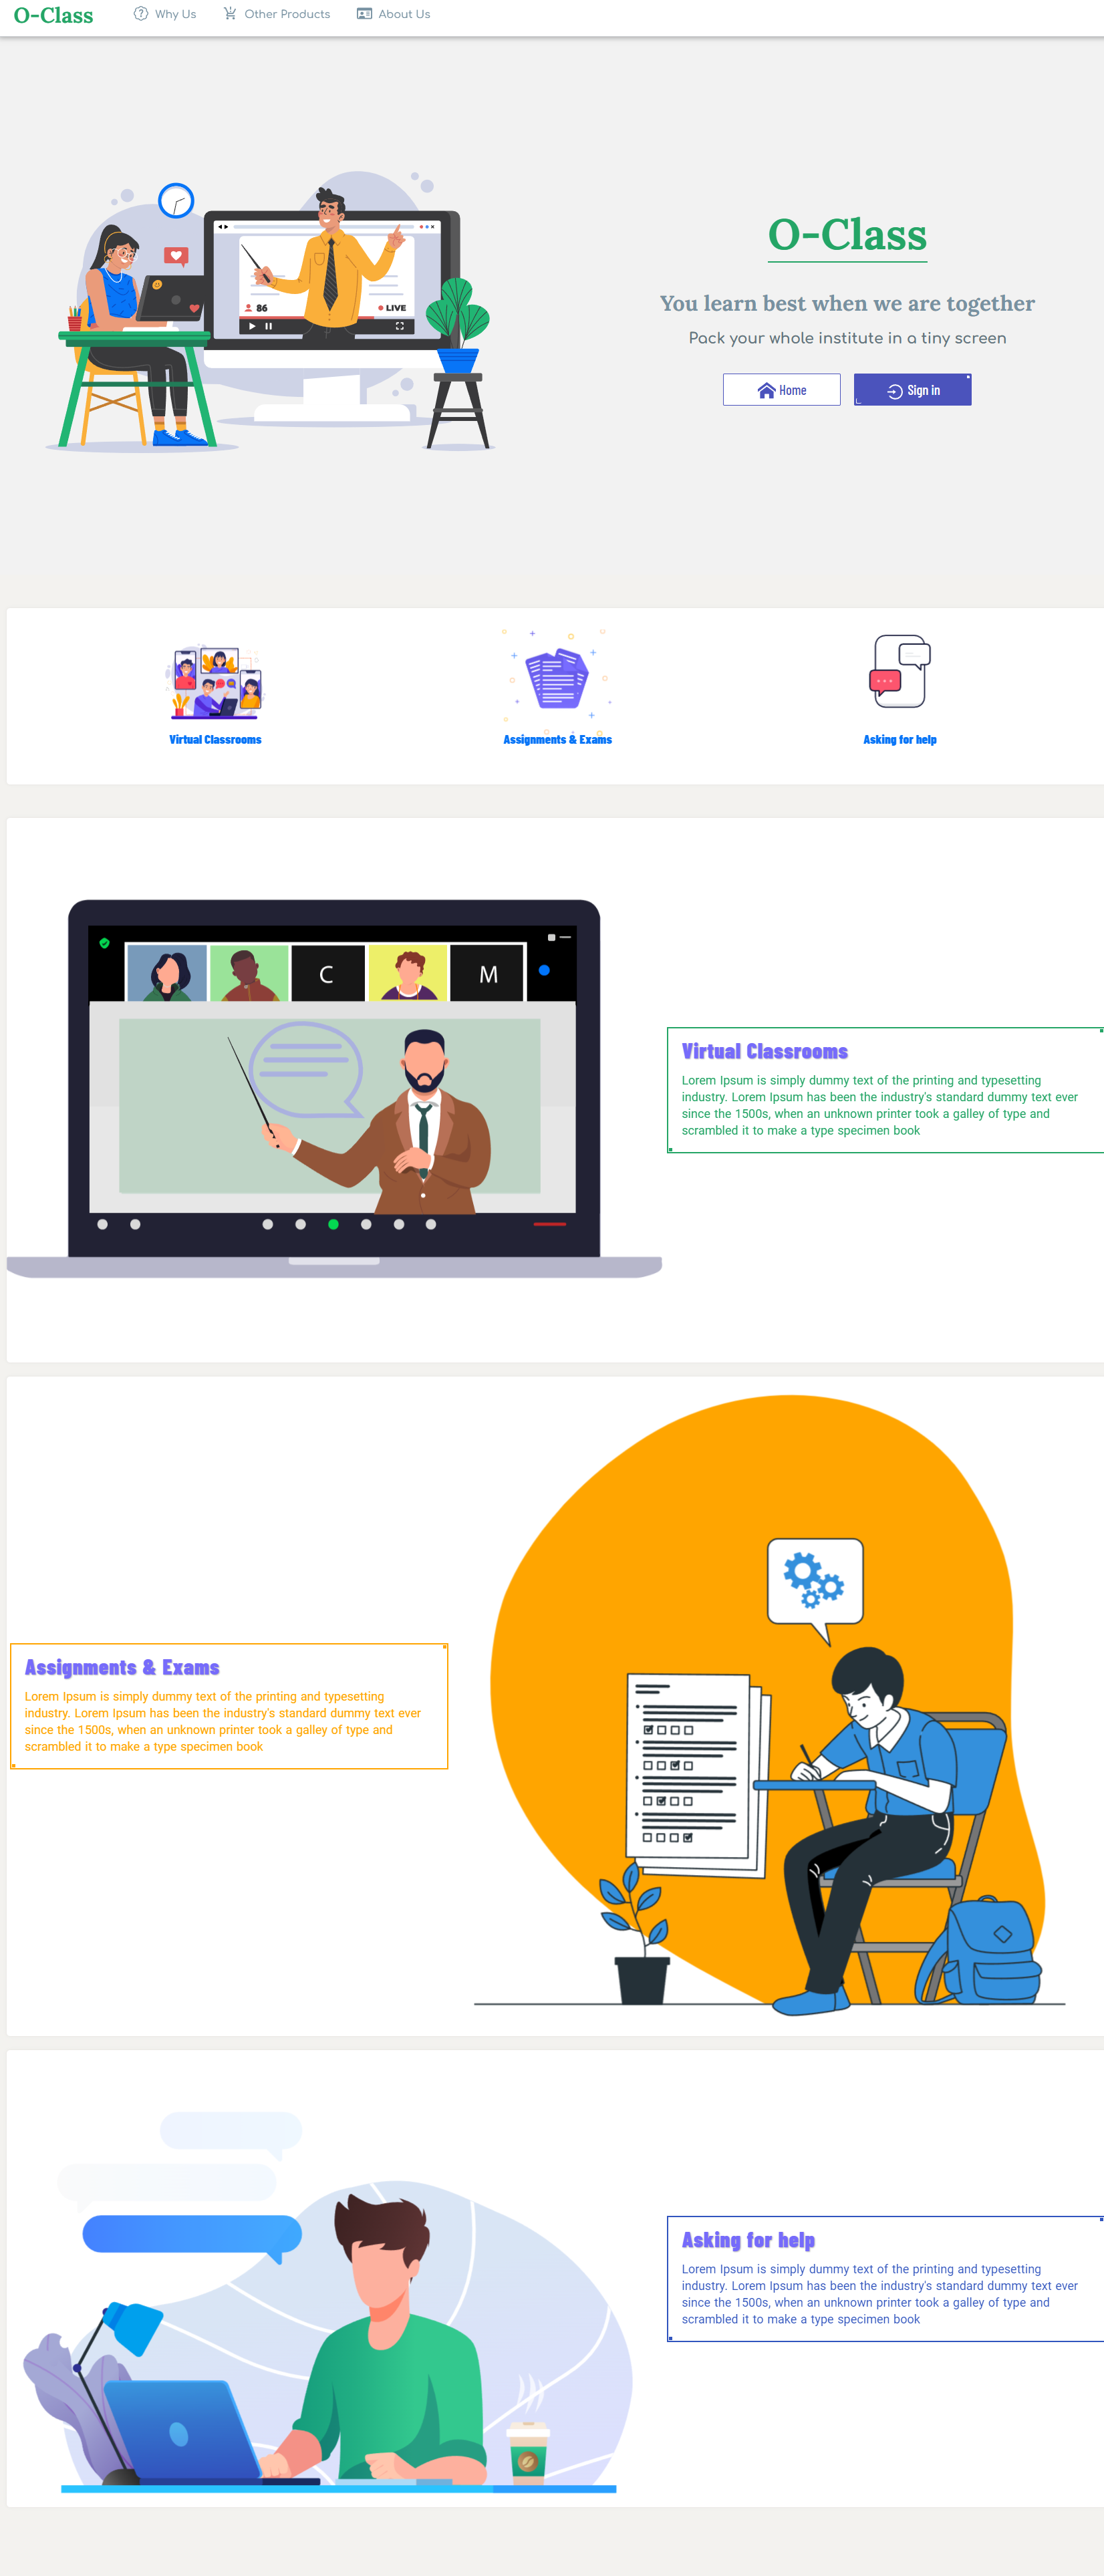 O-Class
Why Us
Other Products
About Us
86
LIVE
O-Class
You learn best when we are together
Pack your whole institute in a tiny screen
Home
Sign in
Virtual Classrooms
Assignments & Exams
Asking for help
C
M
Virtual Classrooms
Lorem Ipsum is simply dummy text of the printing and typesetting
industry. Lorem Ipsum has been the industry's standard dummy text ever
since the 1500s, when an unknown printer took a galley of type and
scrambled it to make a type specimen book
Assignments & Exams
Lorem Ipsum is simply dummy text of the printing and typesetting
industry. Lorem Ipsum has been the industry's standard dummy text ever
since the 1500s, when an unknown printer took a galley of type and
scrambled it to make a type specimen book
Asking for help
Lorem Ipsum is simply dummy text of the printing and typesetting
industry. Lorem Ipsum has been the industry's standard dummy text ever
since the 1500s, when an unknown printer took a galley of type and
scrambled it to make a type specimen book